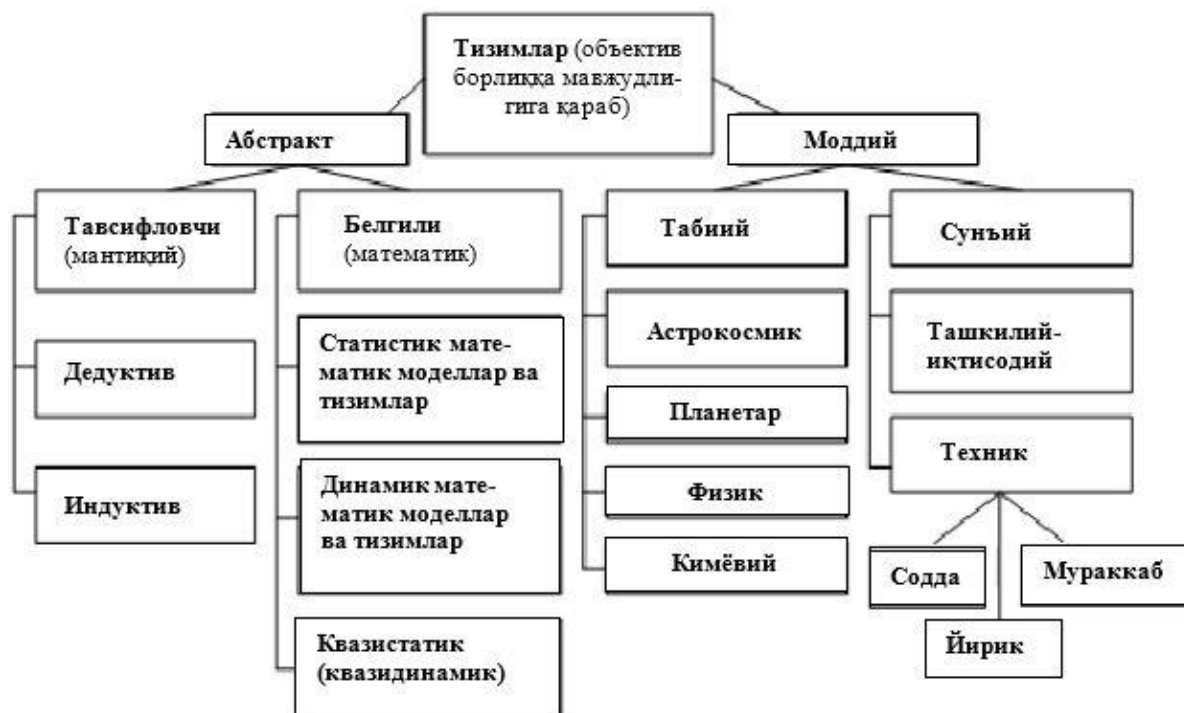 Тизимлар (объектив
борлиққа мавжудли-
гига қараб)
Абстракт
Моддий
Тавсифловчи
(мантиқий)
Дедуктив
Индуктив
Белгили
(математик)
Статистик мате-
матик моделлар ва
тизимлар
Динамик мате-
матик моделлар
ва тизимлар
Квазистатик
(квазидинамик)
Табиий
Астрокосмик
Планетар
Физик
Кимёвий
Сунъий
Ташкилий-
иқтисодий
Техник
Содда
Мураккаб
Йирик